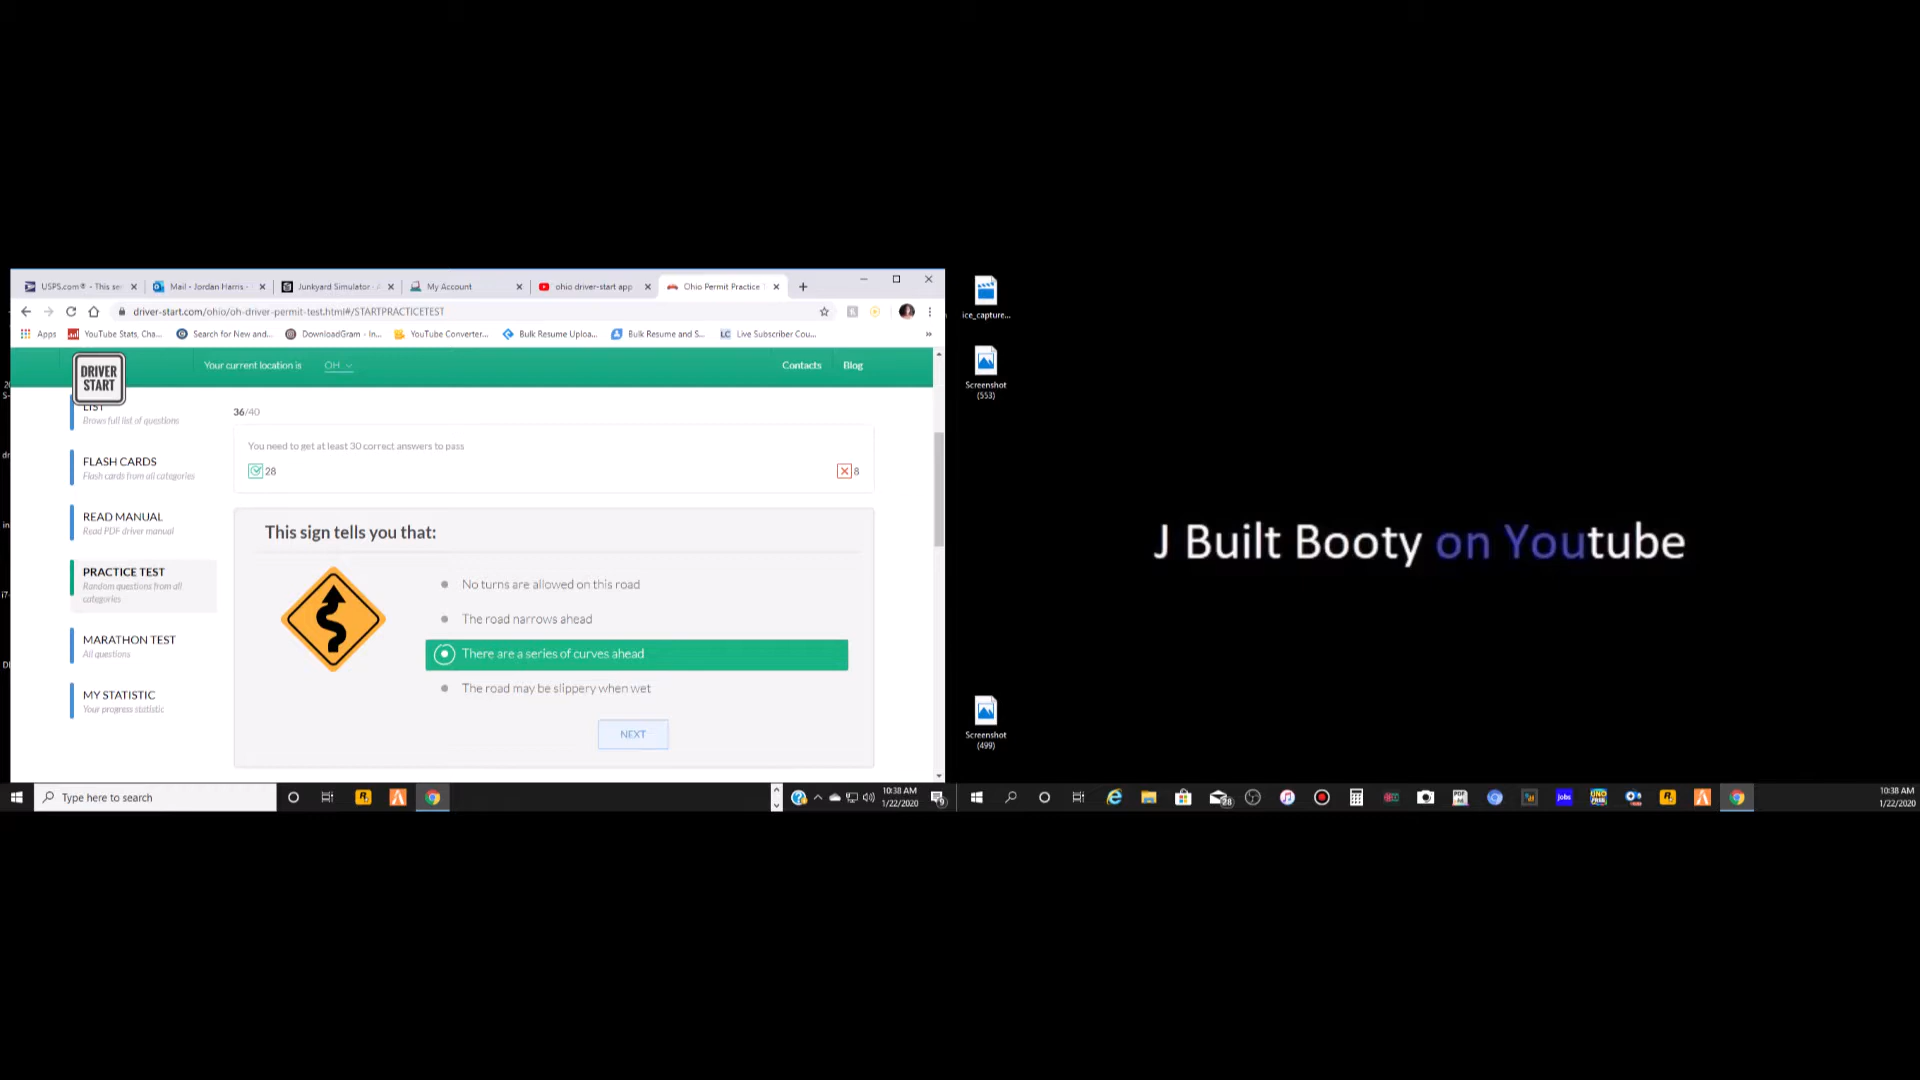 USPS.com® - This se
Mail - Jordan Harris -
Junkyard Simulator -
My Account
ohio driver-start app
Ohio Permit Practice
driver-start.com/ohio/oh-driver-permit-test.html#/STARTPRACTICETEST
Apps
YouTube Stats, Cha...
Search for New and...
DownloadGram - In...
YouTube Converter...
Bulk Resume Uploa...
Bulk Resume and S...
Live Subscriber Cou...
DRIVER
START
Your current location is
OH
Contacts
Blog
LIST
Brows full list of questions
FLASH CARDS
Flash cards from all categories
READ MANUAL
Read PDF driver manual
PRACTICE TEST
Random questions from all
categories
MARATHON TEST
All questions
MY STATISTIC
Your progress statistic
36/40
You need to get at least 30 correct answers to pass
28
8
This sign tells you that:
No turns are allowed on this road
The road narrows ahead
There are a series of curves ahead
The road may be slippery when wet
NEXT
Type here to search
10:38 AM
1/22/2020
ice_capture...
Screenshot
(553)
Screenshot
(499)
J Built Booty on Youtube
10:38 AM
1/22/2020